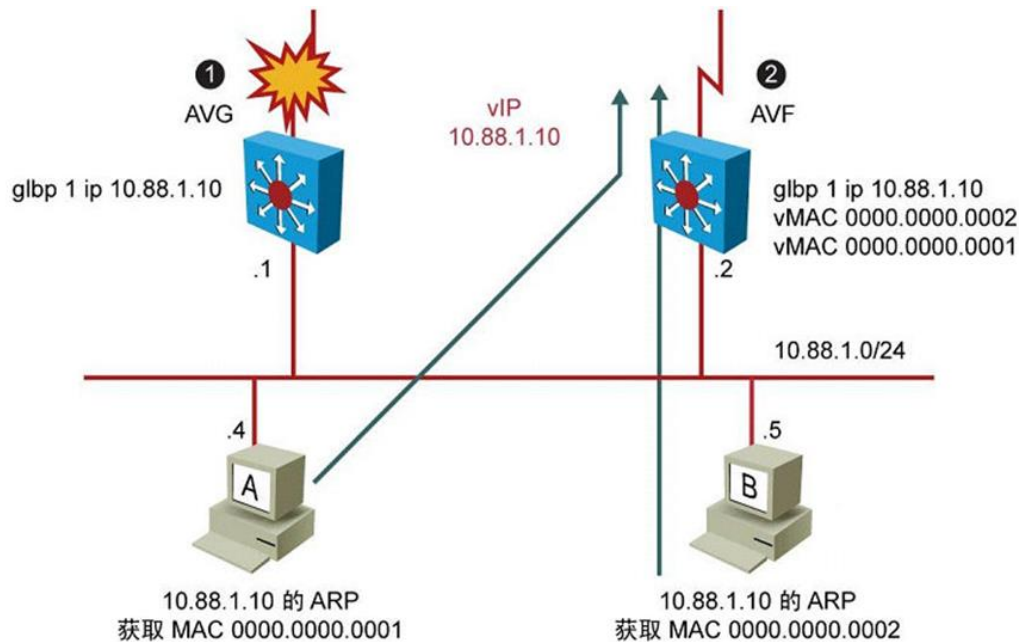 1
AVG
glbp 1 ip 10.88.1.10
.1
vIP
10.88.1.10
2
AVF
glbp 1 ip 10.88.1.10
vMAC 0000.0000.0002
vMAC 0000.0000.0001
.2
10.88.1.0/24
.4
A
.5
B
10.88.1.10 的 ARP
获取 MAC 0000.0000.0001
10.88.1.10 的 ARP
获取 MAC 0000.0000.0002